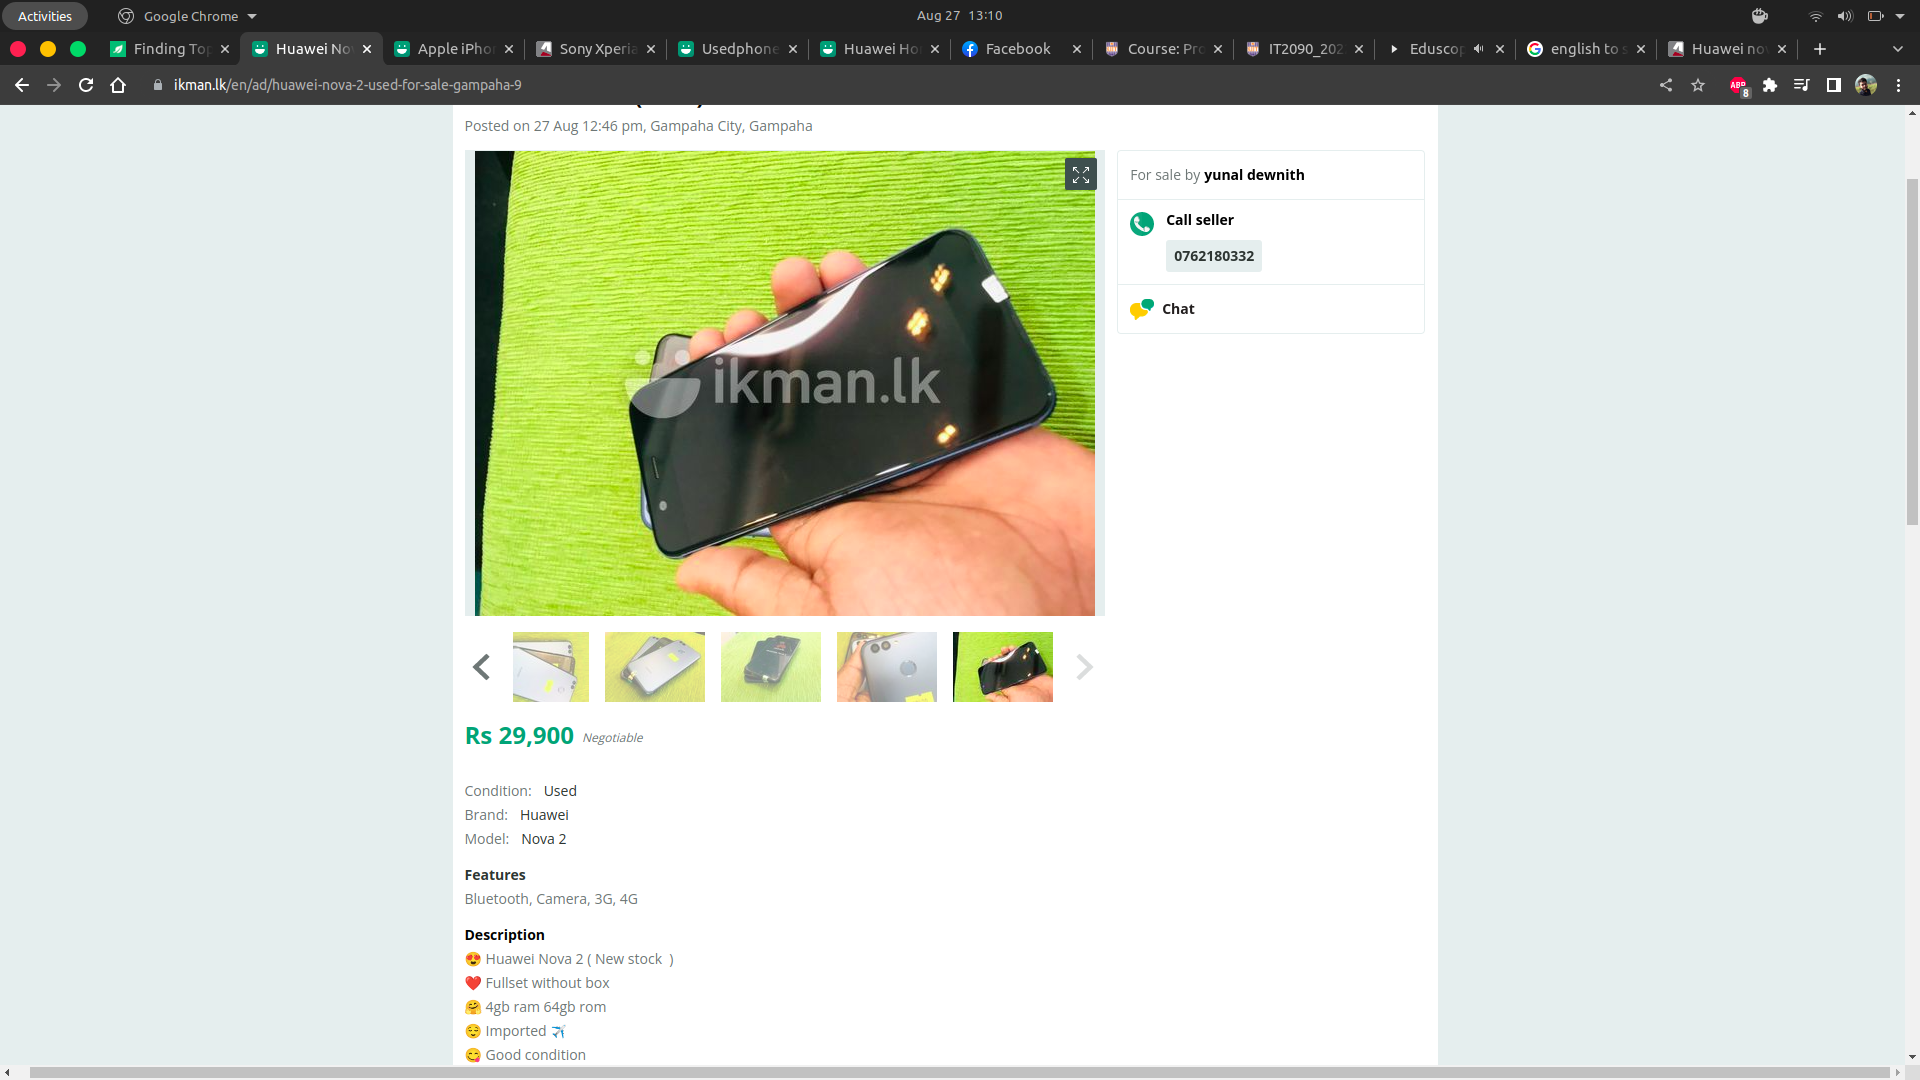 Activities
Google Chrome
Aug 27 13:10
Finding Top
Huawei Nov
Apple iPhon
Sony Xperia
Usedphone
Huawei Hon
Facebook
Course: Pro
IT2090_202
Eduscop
english to s
Huawei nov
ikman.lk/en/ad/huawei-nova-2-used-for-sale-gampaha-9
ABP
8
Posted on 27 Aug 12:46 pm, Gampaha City, Gampaha
ikman.lk
For sale by yunal dewnith
Call seller
0762180332
Chat
Rs 29,900 Negotiable
Condition: Used
Brand: Huawei
Model: Nova 2
Features
Bluetooth, Camera, 3G, 4G
Description
😍 Huawei Nova 2 ( New stock )
❤️ Fullset without box
🤗 4gb ram 64gb rom
😌 Imported ✈️
😋 Good condition